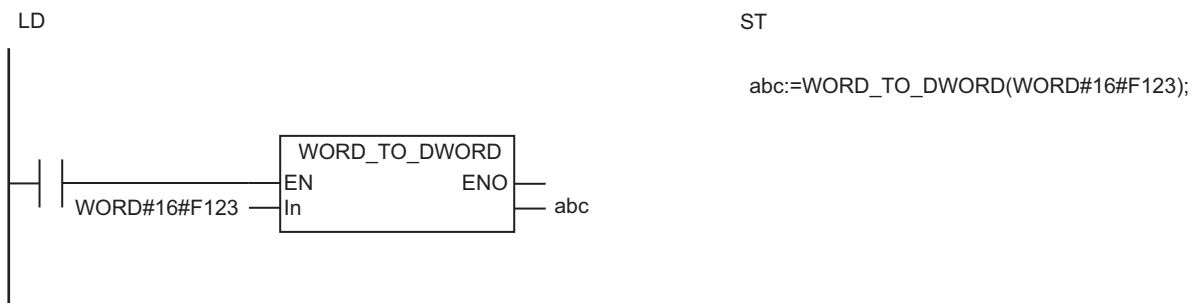 LD
ST
abc:=WORD_TO_DWORD(WORD#16#F123);
WORD_TO_DWORD
EN ENO
WORD#16#F123 In abc